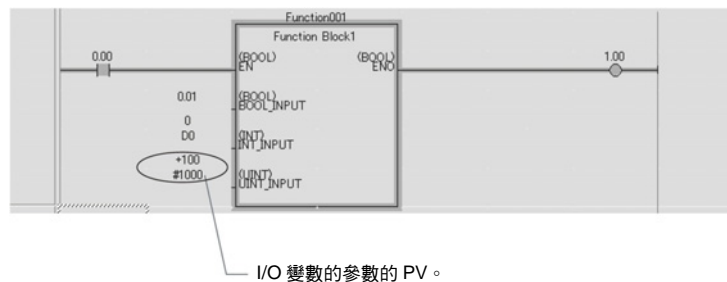 Function001
Function Block1
0.00
(BOOL)
EN
(BOOL)
ENO
1.00
0.01
(BOOL)
BOOL_INPUT
0
D0
(INT)
INT_INPUT
+100
#1000
(UINT)
UINT_INPUT
I/O 變數的參數的 PV。